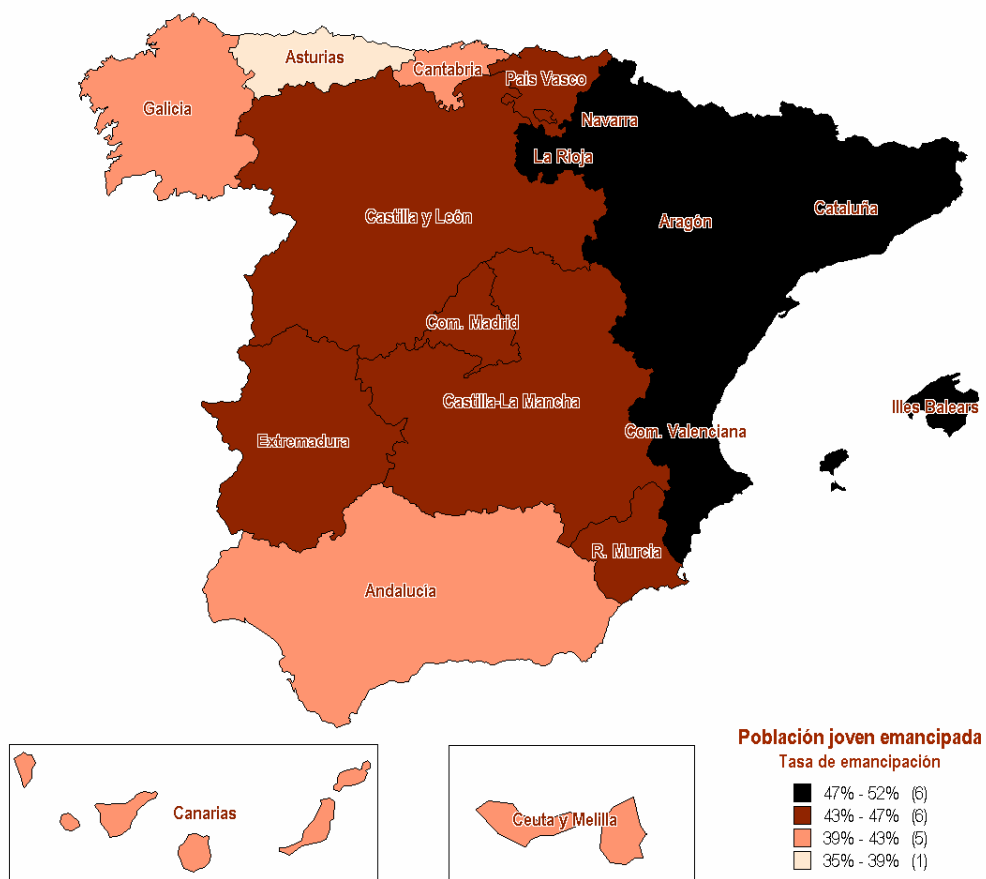 Asturias
Cantabria
Pais Vasco
Galicia
Navarra
La Rioja
Castilla y León
Aragón
Cataluña
Com. Madrid
Castilla-La Mancha
Illes Balears
Extremadura
Com. Valenciana
R. Murcia
Andalucía
Canarias
Ceuta y Melilla
Población joven emancipada
Tasa de emancipación
47% - 52% (6)
43% - 47% (6)
39% - 43% (5)
35% - 39% (1)